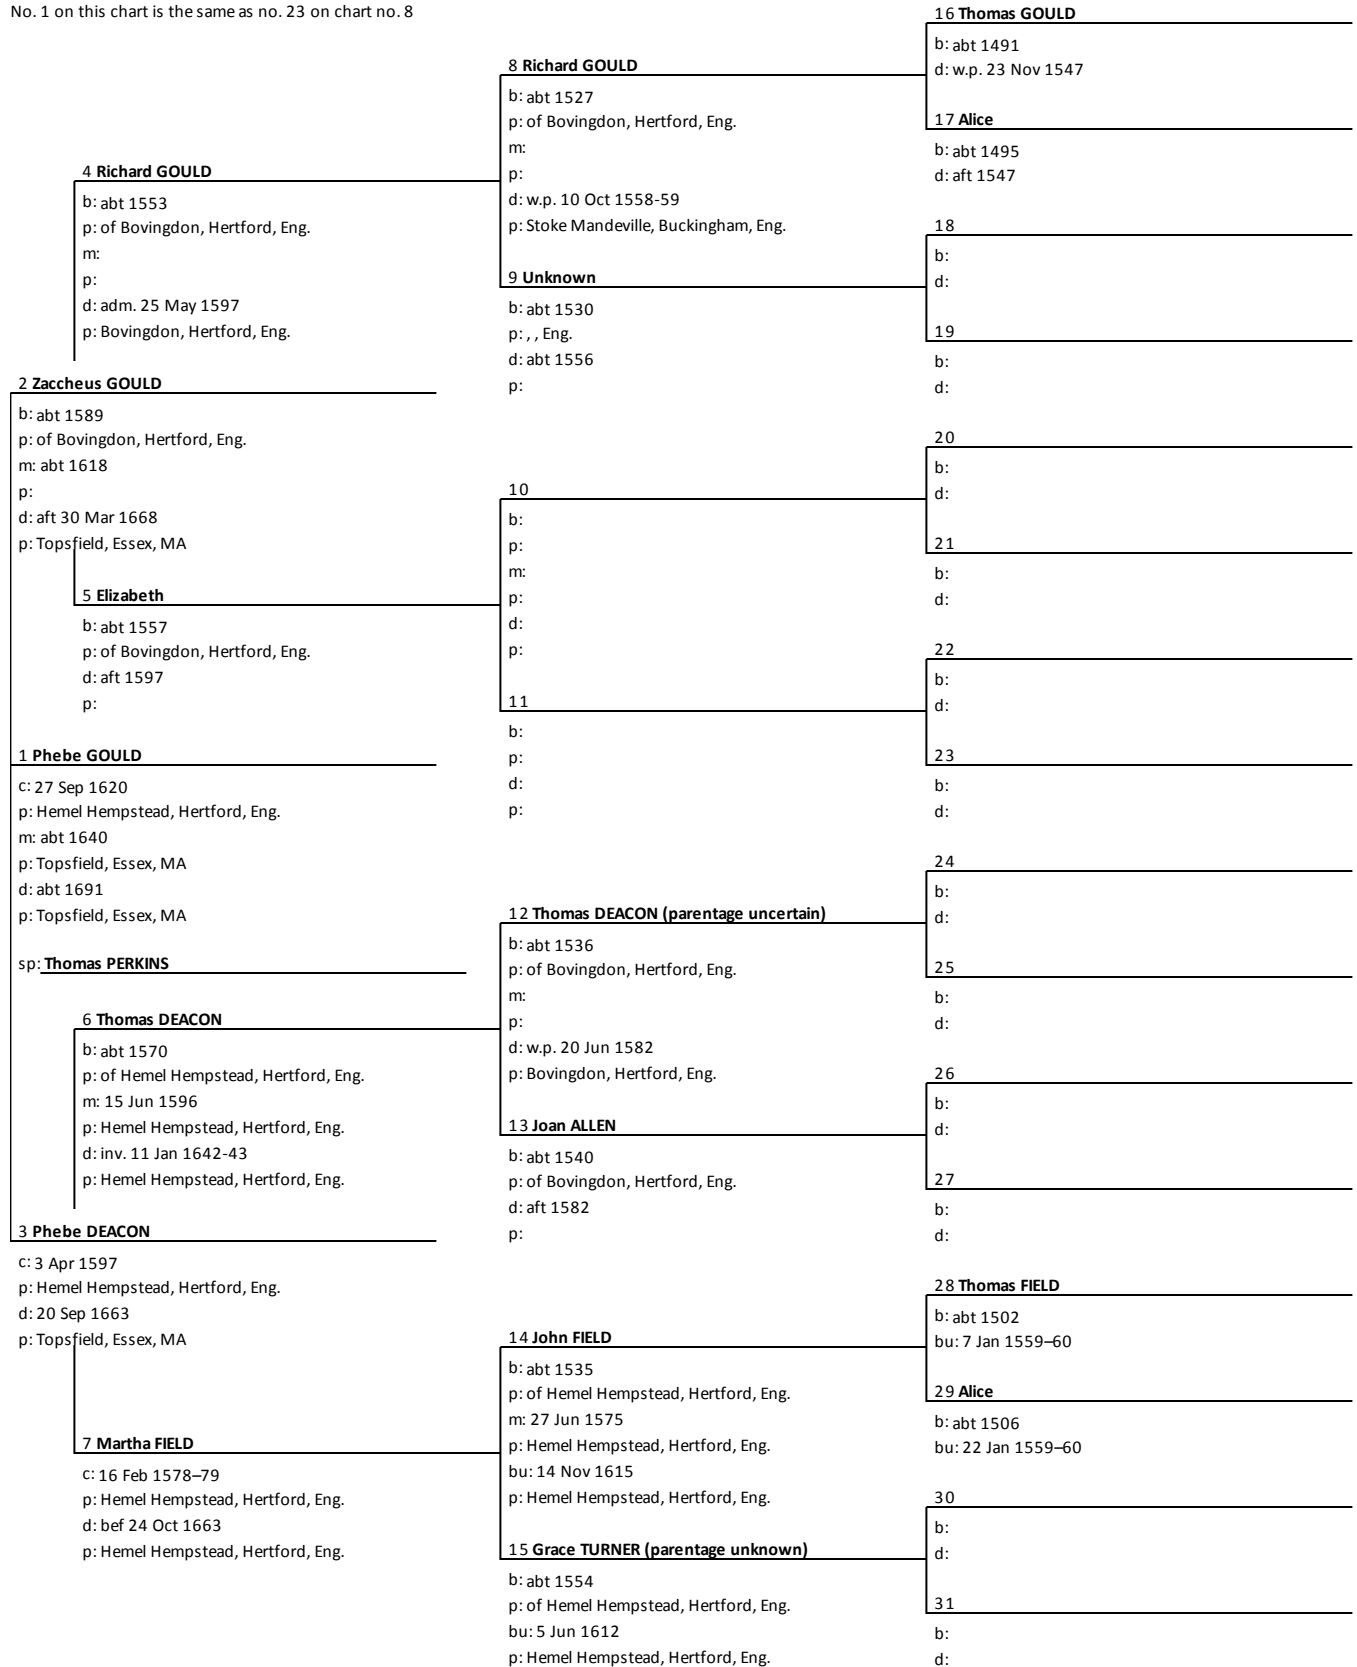 No. 1 on this chart is the same as no. 23 on chart no. 8
16 Thomas GOULD
b: abt 1491
d: w.p. 23 Nov 1547
8 Richard GOULD
b: abt 1527
p: of Bovingdon, Hertford, Eng.
m:
p:
d: w.p. 10 Oct 1558-59
p: Stoke Mandeville, Buckingham, Eng.
17 Alice
b: abt 1495
d: aft 1547
4 Richard GOULD
b: abt 1553
p: of Bovingdon, Hertford, Eng.
m:
p:
d: adm. 25 May 1597
p: Bovingdon, Hertford, Eng.
18
b:
d:
9 Unknown
b: abt 1530
p: , , Eng.
d: abt 1556
p:
19
b:
d:
2 Zaccheus GOULD
b: abt 1589
p: of Bovingdon, Hertford, Eng.
m: abt 1618
p:
d: aft 30 Mar 1668
p: Topsfield, Essex, MA
20
b:
d:
10
b:
p:
m:
p:
d:
p:
21
b:
d:
5 Elizabeth
b: abt 1557
p: of Bovingdon, Hertford, Eng.
d: aft 1597
p:
22
b:
d:
11
b:
p:
d:
p:
23
b:
d:
1 Phebe GOULD
c: 27 Sep 1620
p: Hemel Hempstead, Hertford, Eng.
m: abt 1640
p: Topsfield, Essex, MA
d: abt 1691
p: Topsfield, Essex, MA
sp: Thomas PERKINS
24
b:
d:
12 Thomas DEACON (parentage uncertain)
b: abt 1536
p: of Bovingdon, Hertford, Eng.
m:
p:
d: w.p. 20 Jun 1582
p: Bovingdon, Hertford, Eng.
25
b:
d:
6 Thomas DEACON
b: abt 1570
p: of Hemel Hempstead, Hertford, Eng.
m: 15 Jun 1596
p: Hemel Hempstead, Hertford, Eng.
d: inv. 11 Jan 1642-43
p: Hemel Hempstead, Hertford, Eng.
26
b:
d:
13 Joan ALLEN
b: abt 1540
p: of Bovingdon, Hertford, Eng.
d: aft 1582
p:
27
b:
d:
3 Phebe DEACON
c: 3 Apr 1597
p: Hemel Hempstead, Hertford, Eng.
d: 20 Sep 1663
p: Topsfield, Essex, MA
28 Thomas FIELD
b: abt 1502
bu: 7 Jan 1559–60
14 John FIELD
b: abt 1535
p: of Hemel Hempstead, Hertford, Eng.
m: 27 Jun 1575
p: Hemel Hempstead, Hertford, Eng.
bu: 14 Nov 1615
p: Hemel Hempstead, Hertford, Eng.
29 Alice
b: abt 1506
bu: 22 Jan 1559–60
7 Martha FIELD
c: 16 Feb 1578–79
p: Hemel Hempstead, Hertford, Eng.
d: bef 24 Oct 1663
p: Hemel Hempstead, Hertford, Eng.
30
b:
d:
15 Grace TURNER (parentage unknown)
b: abt 1554
p: of Hemel Hempstead, Hertford, Eng.
bu: 5 Jun 1612
p: Hemel Hempstead, Hertford, Eng.
31
b:
d: